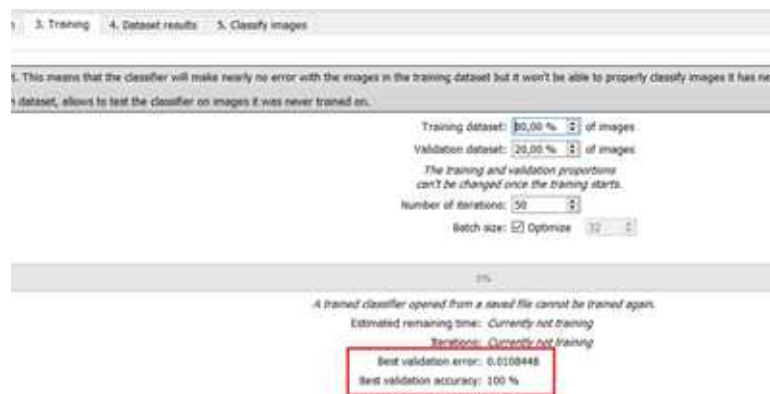 3. Training 4. Dataset results 5. Classify images
. This means that the classifier will make nearly no error with the images in the training dataset but it won't be able to properly classify images it has ne
dataset, allows to test the classifier on images it was never trained on.
Training dataset: 80,00 % of images
Validation dataset: 20,00 % of images
The training and validation proportions
can't be changed once the training starts.
Number of iterations: 50
Batch size: Optimize 32
0%
A trained classifier opened from a saved file cannot be trained again.
Estimated remaining time: Currently not training
Iterations: Currently not training
Best validation error: 0.0108448
Best validation accuracy: 100 %